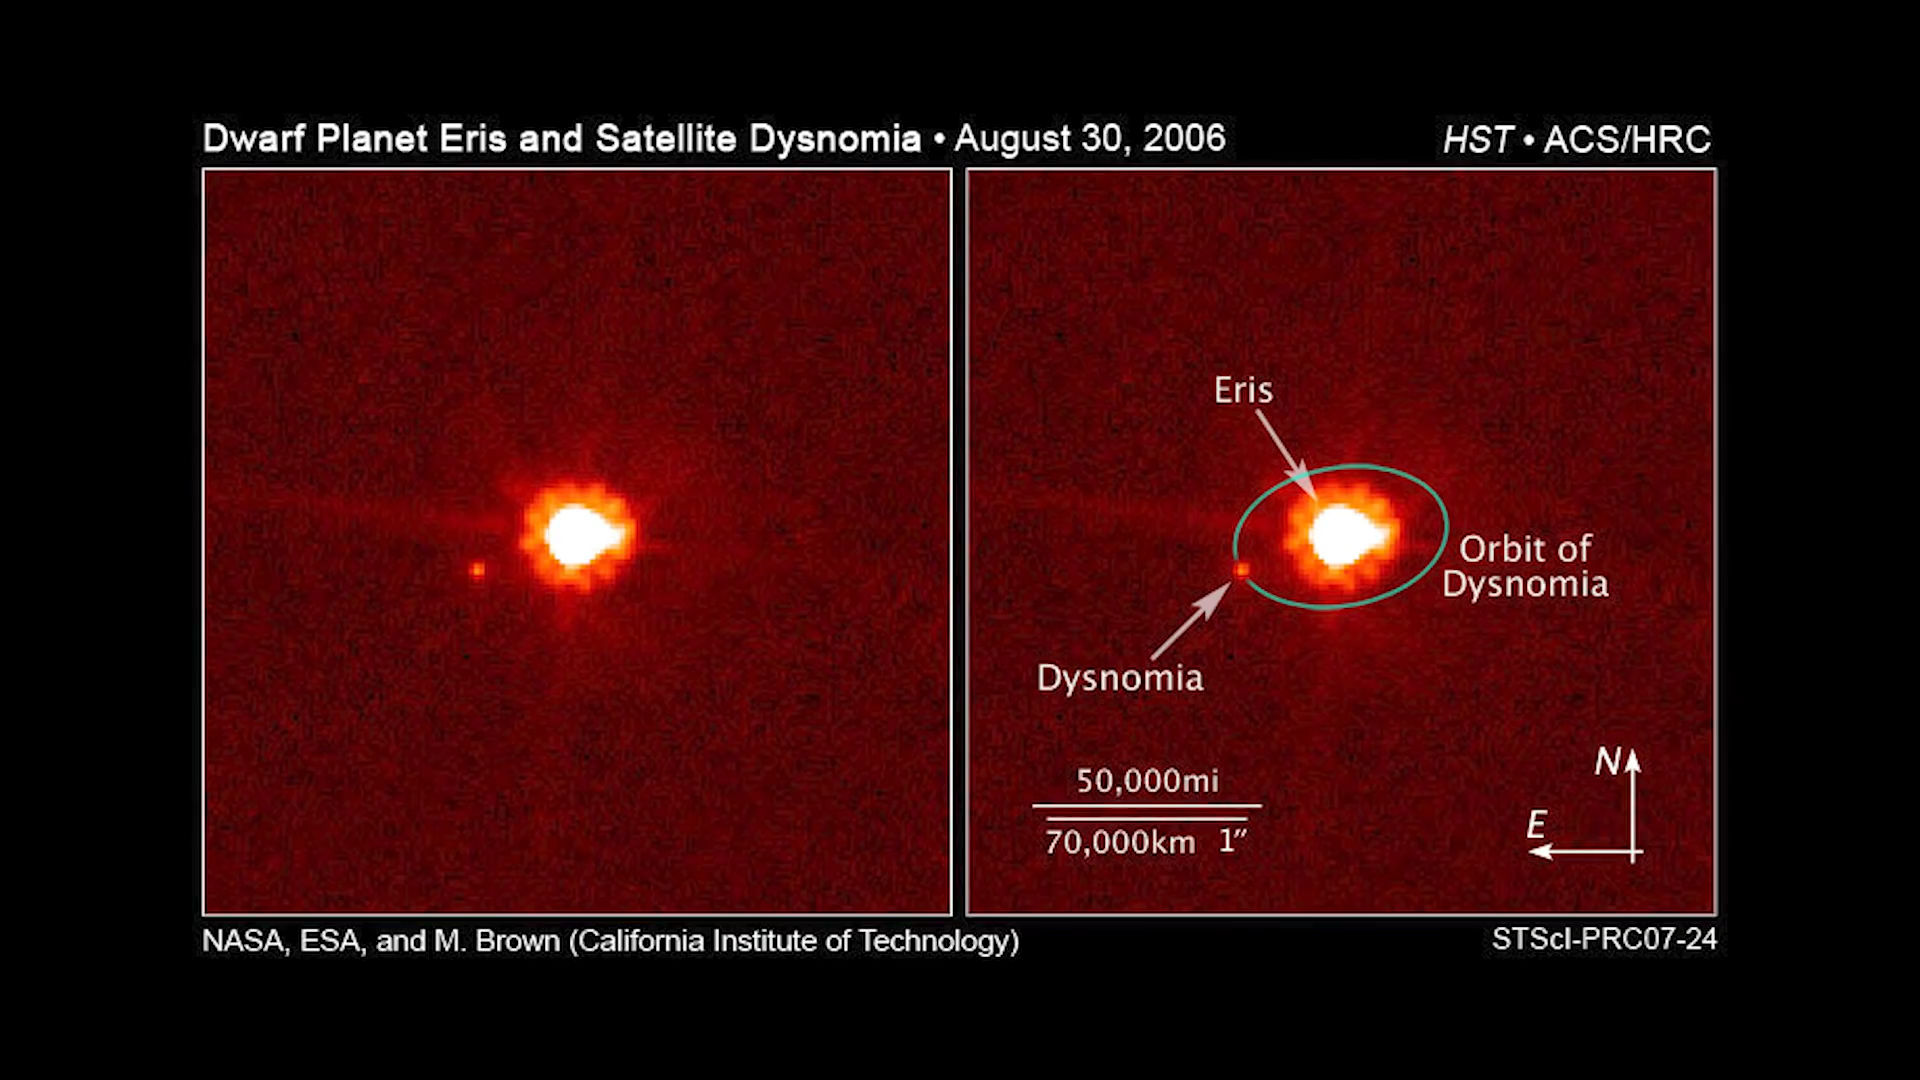 Dwarf Planet Eris and Satellite Dysnomia • August 30, 2006
HST • ACS/HRC
Eris
Orbit of
Dysnomia
Dysnomia
50,000mi
70,000km 1″
N
E
NASA, ESA, and M. Brown (California Institute of Technology)
STScI-PRC07-24